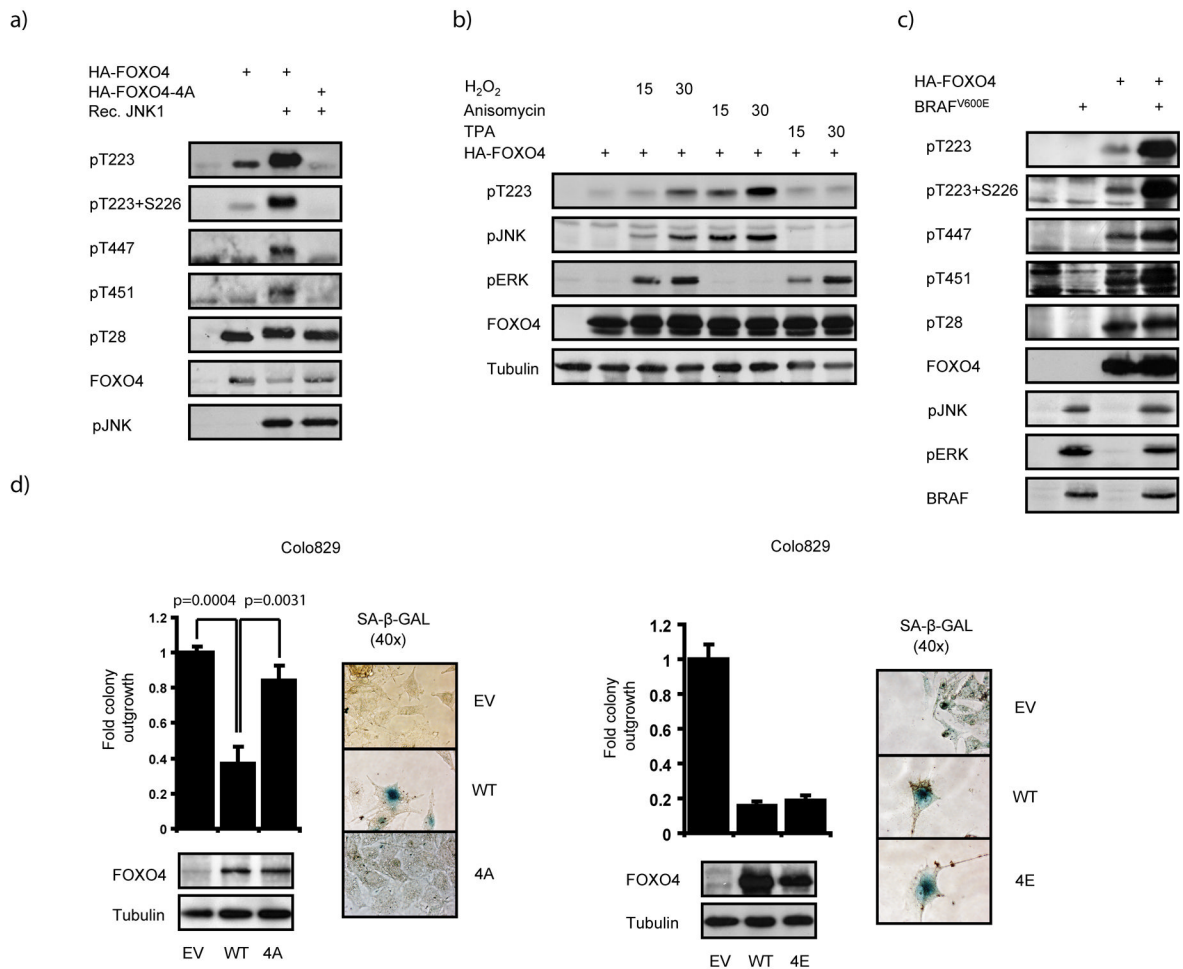 a)
HA-FOXO4 + +
HA-FOXO4-4A +
Rec. JNK1 + +
pT223
pT223+S226
pT447
pT451
pT28
FOXO4
pJNK
b)
H2O2 15 30
Anisomycin 15 30
TPA 15 30
HA-FOXO4 + + + + + + +
pT223
pJNK
pERK
FOXO4
Tubulin
c)
HA-FOXO4 + +
BRAFV600E + +
pT223
pT223+S226
pT447
pT451
pT28
FOXO4
pJNK
pERK
BRAF
d)
Colo829
p=0.0004 p=0.0031
Fold colony
outgrowth
1.2
1
0.8
0.6
0.4
0.2
0
FOXO4
Tubulin
EV WT 4A
SA-β-GAL
(40x)
EV
WT
4A
Colo829
Fold colony
outgrowth
1.2
1
0.8
0.6
0.4
0.2
0
FOXO4
Tubulin
EV WT 4E
SA-β-GAL
(40x)
EV
WT
4E